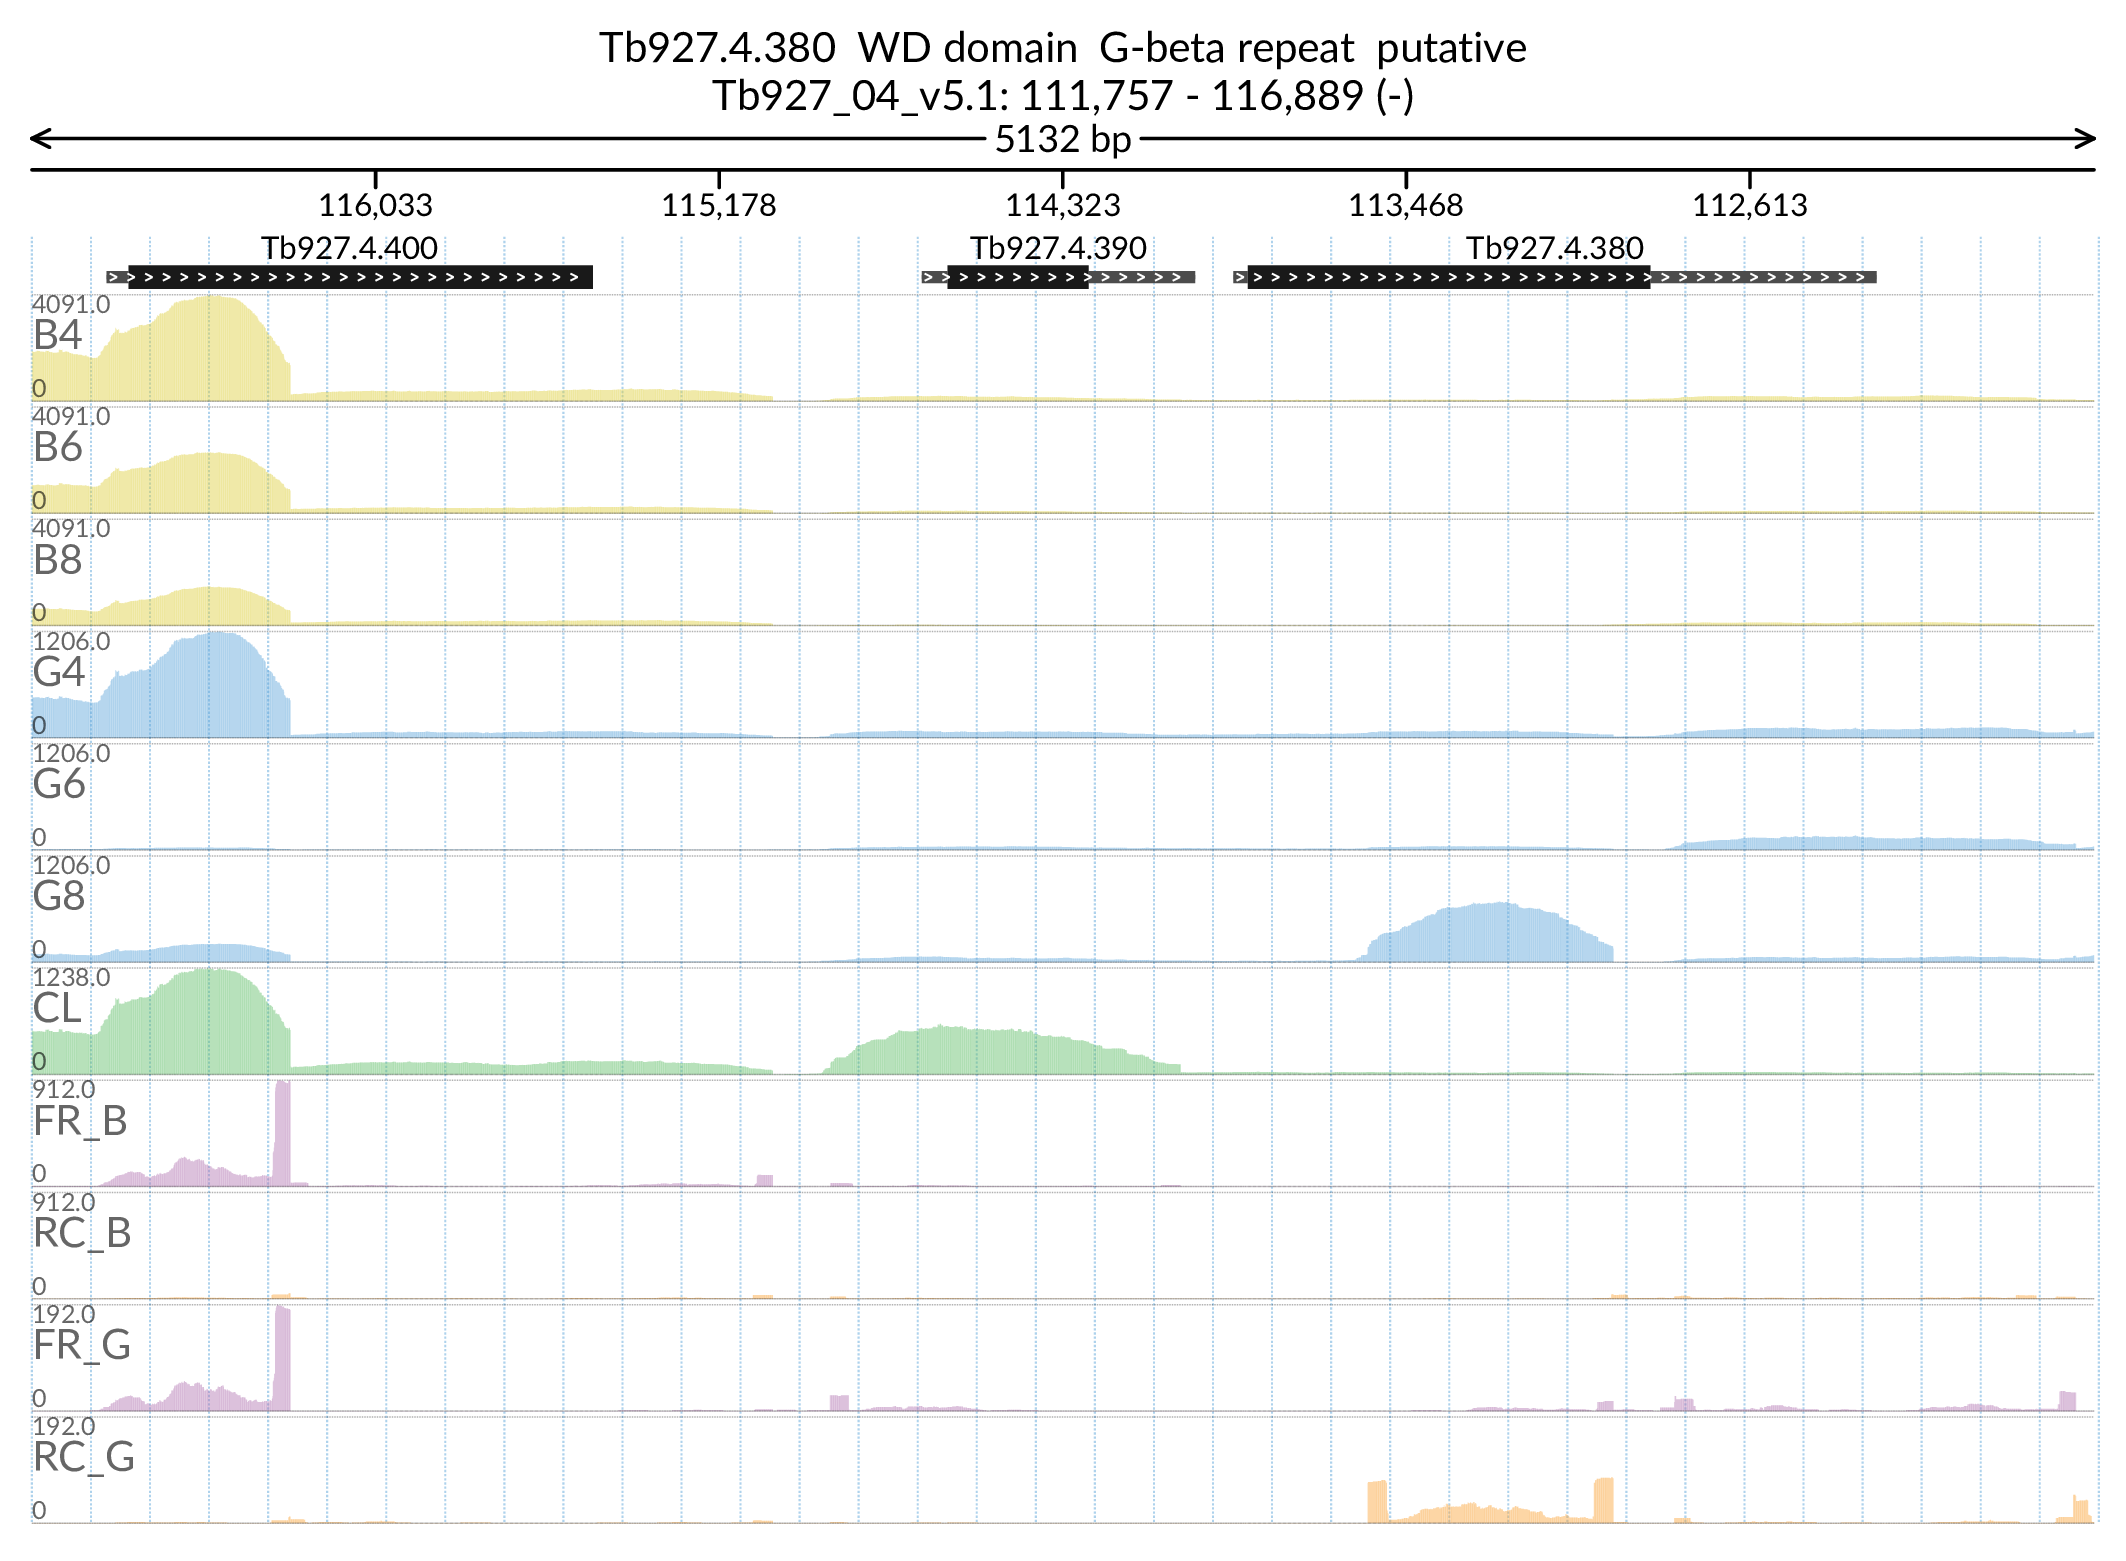 Tb927.4.380  WD domain  G-beta repeat  putative
Tb927_04_v5.1: 111,757 - 116,889 (-)
5132 bp
116,033 115,178 114,323 113,468 112,613
Tb927.4.400 Tb927.4.390 Tb927.4.380
4091.0
B4
0
4091.0
B6
0
4091.0
B8
0
1206.0
G4
0
1206.0
G6
0
1206.0
G8
0
1238.0
CL
0
912.0
FR_B
0
912.0
RC_B
0
192.0
FR_G
0
192.0
RC_G
0